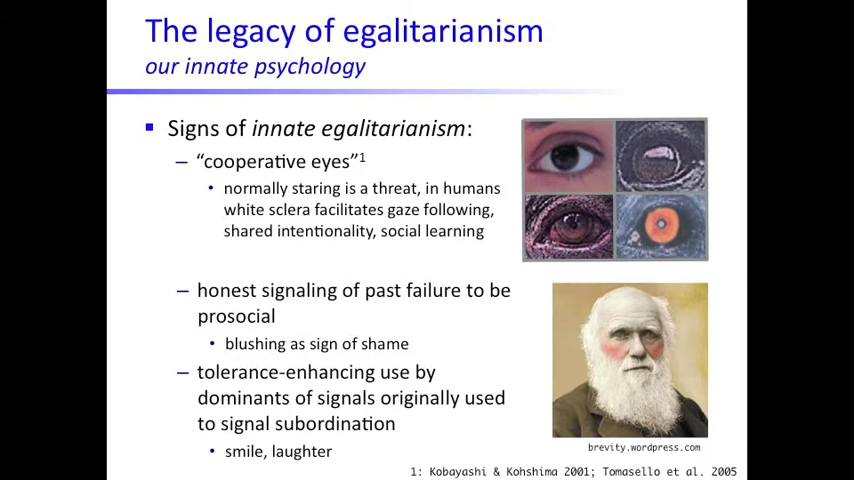 The legacy of egalitarianism
our innate psychology
▪ Signs of innate egalitarianism:
– “cooperative eyes”1
• normally staring is a threat, in humans
white sclera facilitates gaze following,
shared intentionality, social learning
– honest signaling of past failure to be
prosocial
• blushing as sign of shame
– tolerance-enhancing use by
dominants of signals originally used
to signal subordination
• smile, laughter
brevity.wordpress.com
1: Kobayashi & Kohshima 2001; Tomasello et al. 2005